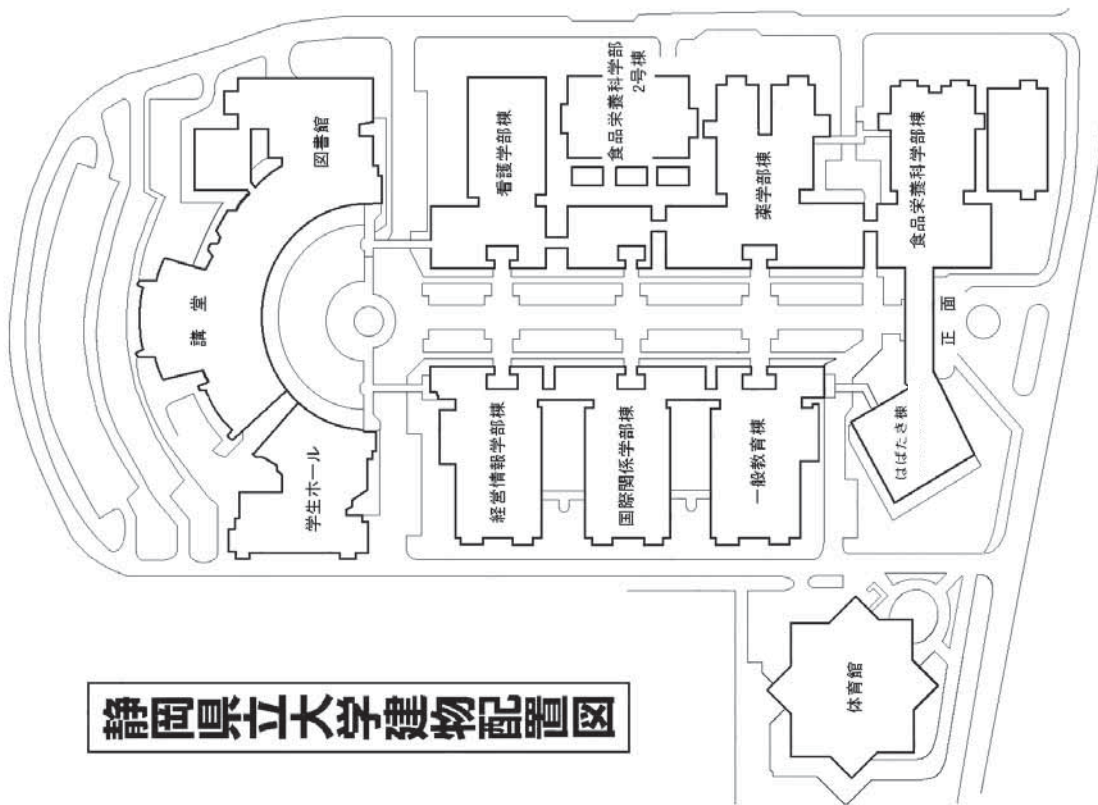 静岡県立大学建物配置図
学生ホール
講堂
図書館
経営情報学部棟
看護学部棟
国際関係学部棟
食品栄養科学部
2号棟
一般教育棟
薬学部棟
はばたき棟
正面
食品栄養科学部棟
体育館